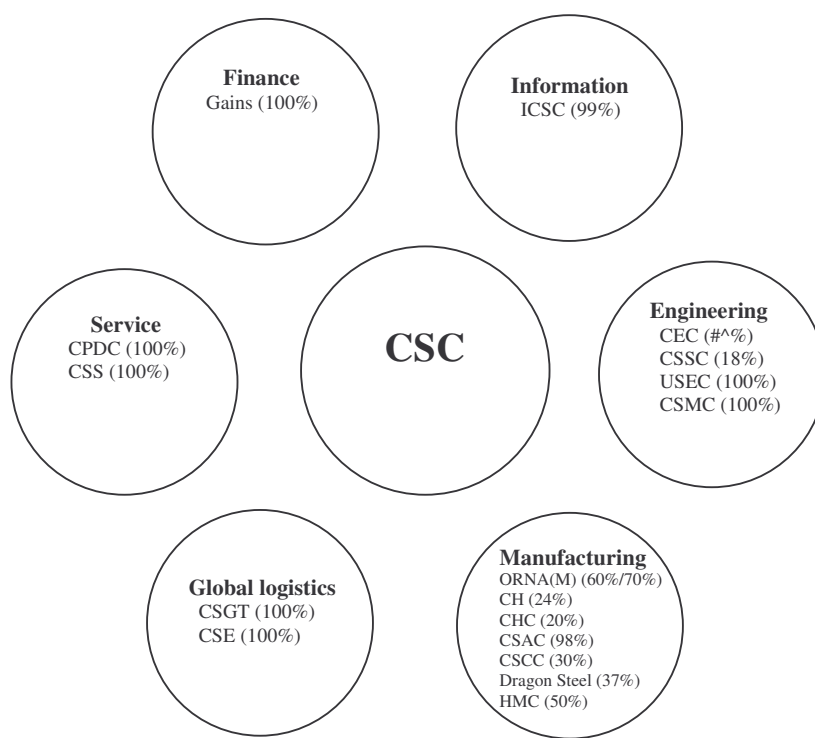 Finance
Gains (100%)
Information
ICSC (99%)
Service
CPDC (100%)
CSS (100%)
CSC
Engineering
CEC (#^%)
CSSC (18%)
USEC (100%)
CSMC (100%)
Global logistics
CSGT (100%)
CSE (100%)
Manufacturing
ORNA(M) (60%/70%)
CH (24%)
CHC (20%)
CSAC (98%)
CSCC (30%)
Dragon Steel (37%)
HMC (50%)